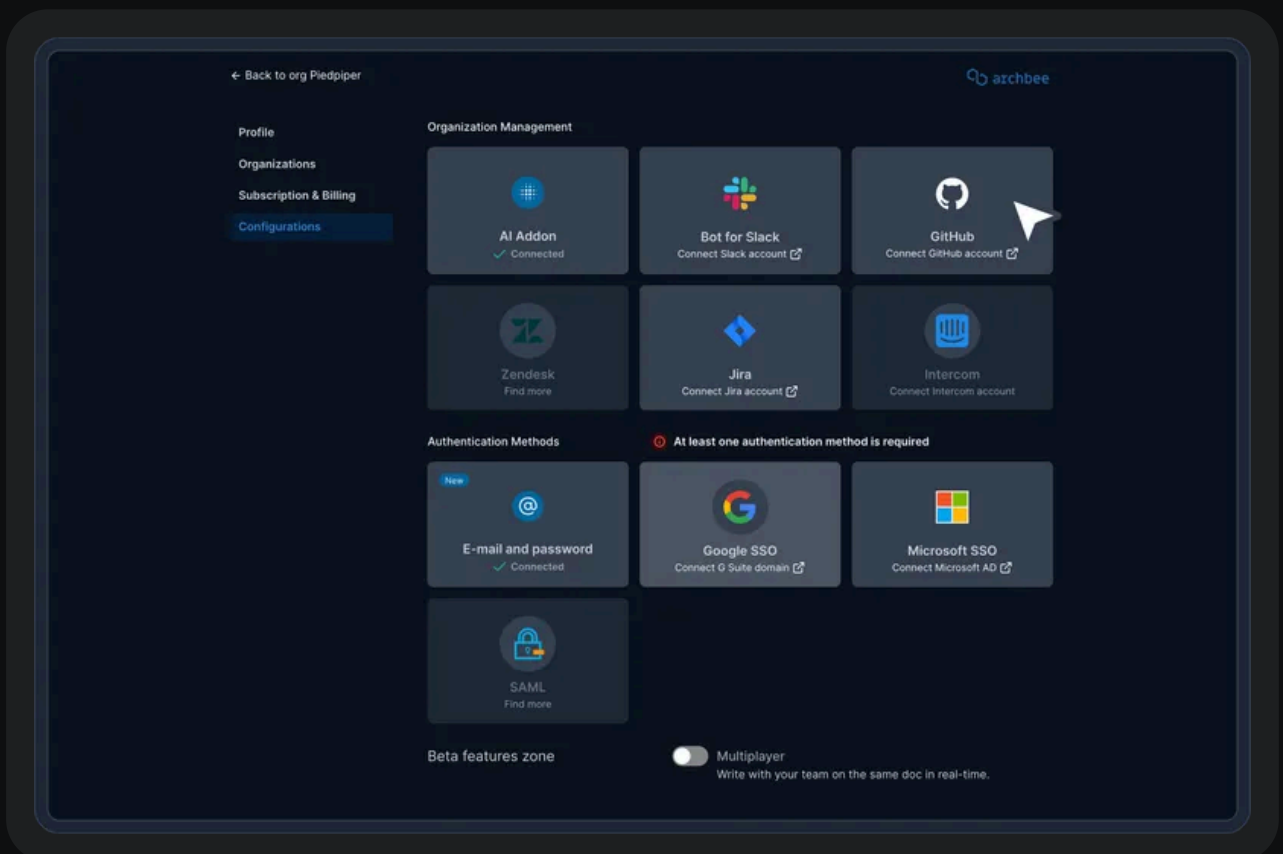 ← Back to org Piedpiper
archbee
Profile
Organizations
Subscription & Billing
Configurations
Organization Management
AI Addon
Connected
Bot for Slack
Connect Slack account
GitHub
Connect GitHub account
Zendesk
Find more
Jira
Connect Jira account
Intercom
Connect Intercom account
Authentication Methods
At least one authentication method is required
New
E-mail and password
Connected
Google SSO
Connect G Suite domain
Microsoft SSO
Connect Microsoft AD
SAML
Find more
Beta features zone
Multiplayer
Write with your team on the same doc in real-time.